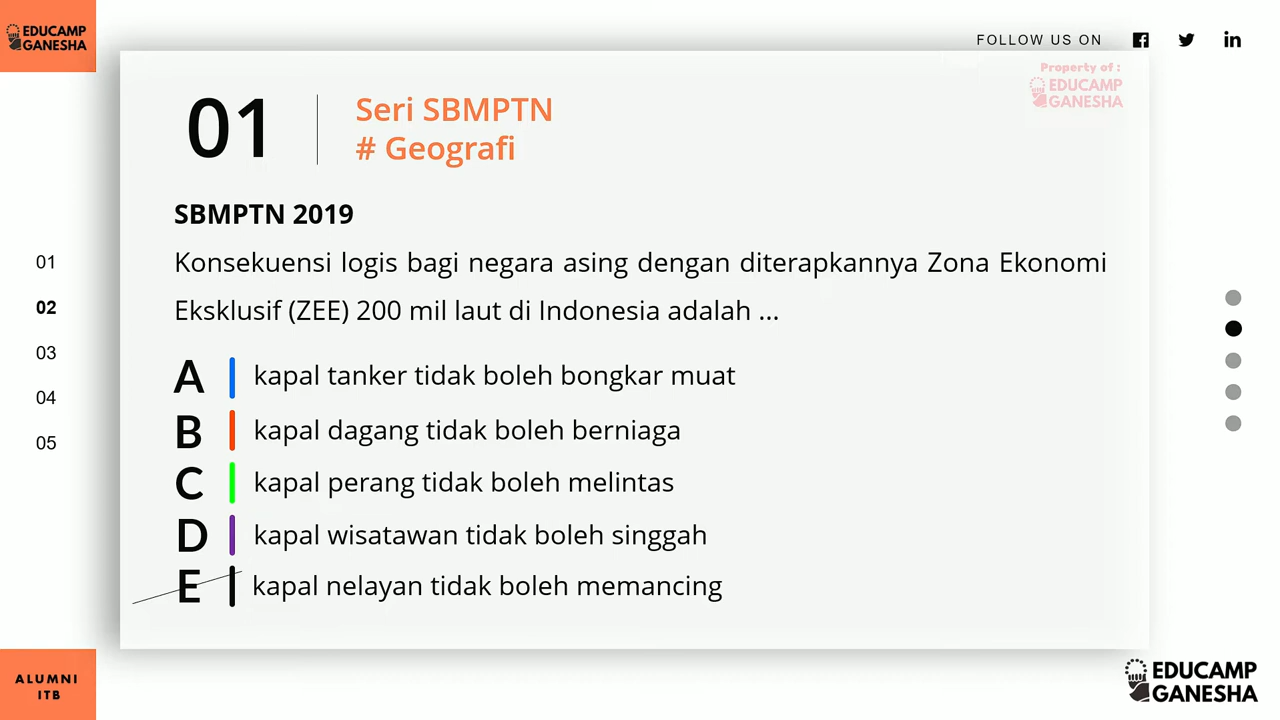 EDUCAMP
GANESHA
FOLLOW US ON
Property of :
EDUCAMP
GANESHA
01
Seri SBMPTN
# Geografi
SBMPTN 2019
Konsekuensi logis bagi negara asing dengan diterapkannya Zona Ekonomi
Eksklusif (ZEE) 200 mil laut di Indonesia adalah ...
A kapal tanker tidak boleh bongkar muat
B kapal dagang tidak boleh berniaga
C kapal perang tidak boleh melintas
D kapal wisatawan tidak boleh singgah
E kapal nelayan tidak boleh memancing
01
02
03
04
05
ALUMNI
ITB
EDUCAMP
GANESHA